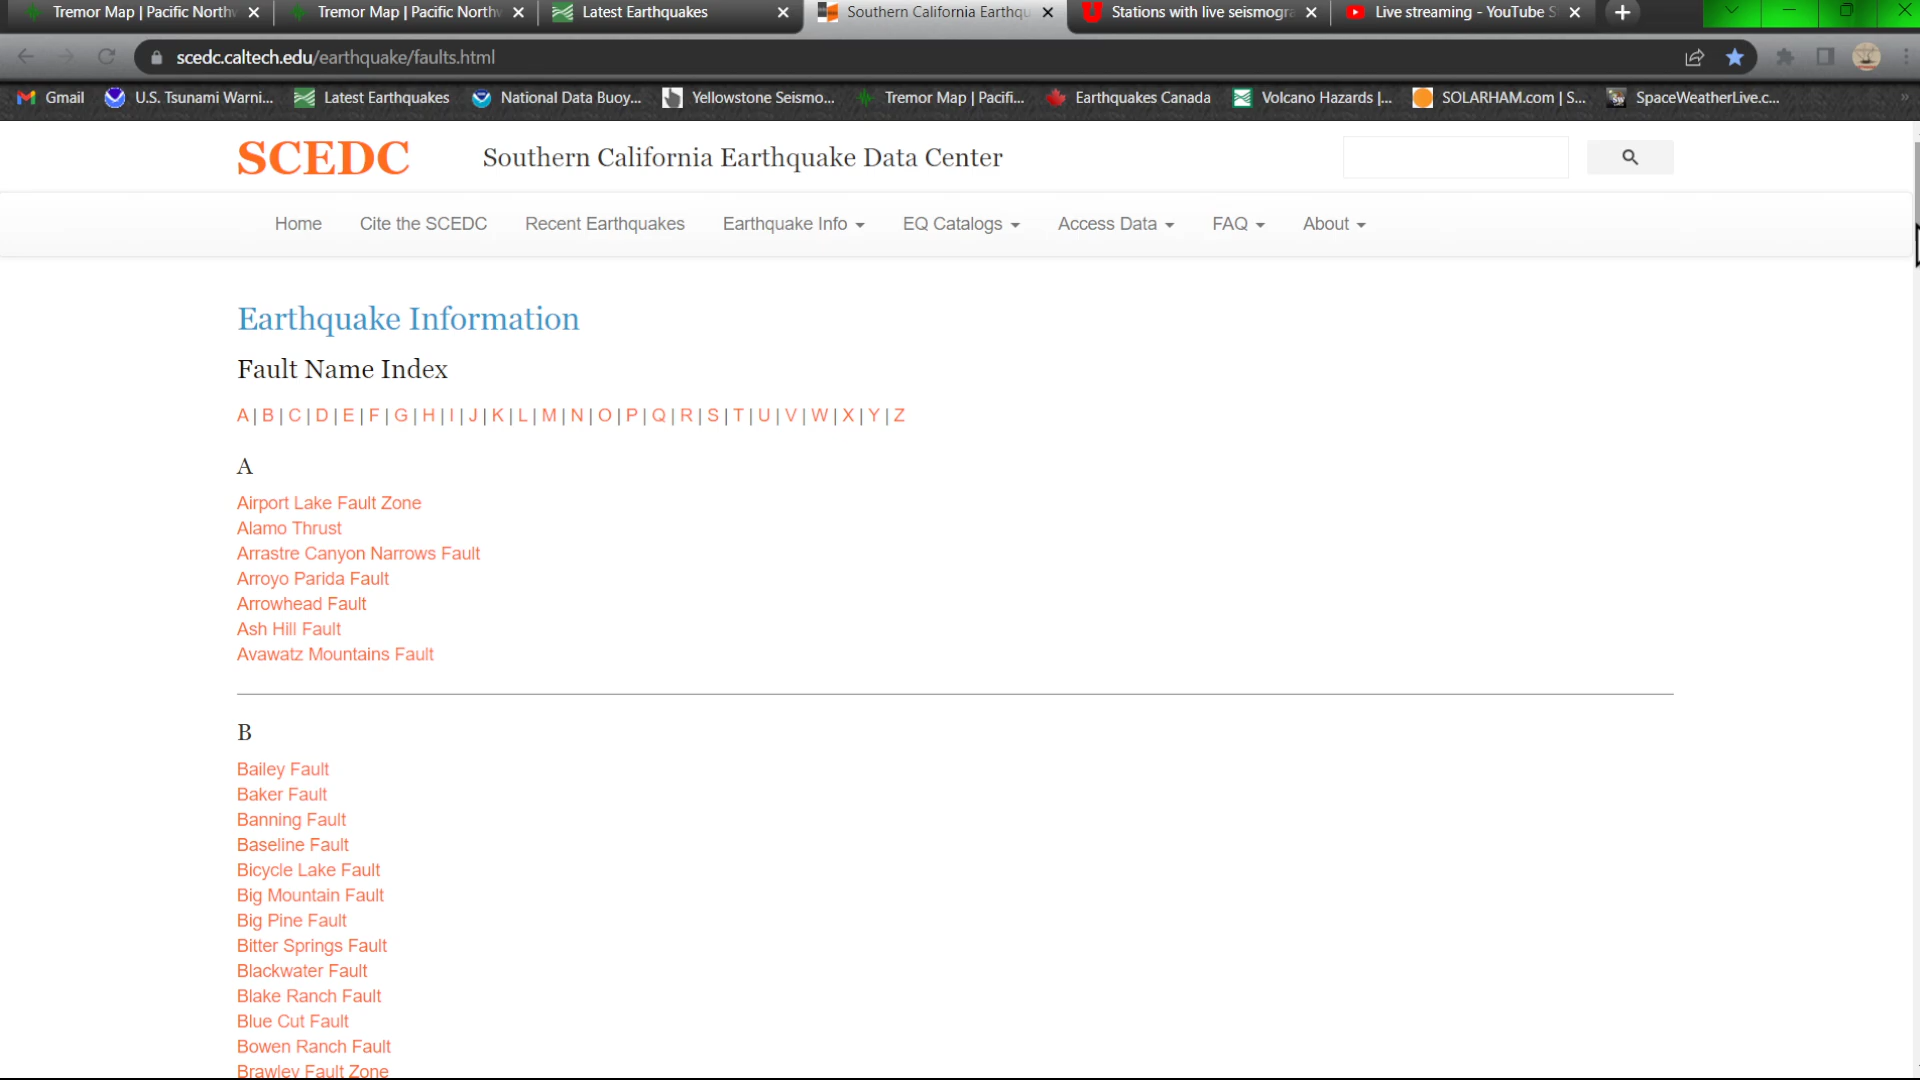 Tremor Map | Pacific North
Tremor Map | Pacific North
Latest Earthquakes
Southern California Earthqu
Stations with live seismogra
Live streaming - YouTube S
scedc.caltech.edu/earthquake/faults.html
Gmail
U.S. Tsunami Warni...
Latest Earthquakes
National Data Buoy...
Yellowstone Seismo...
Tremor Map | Pacifi...
Earthquakes Canada
Volcano Hazards |...
SOLARHAM.com | S...
SpaceWeatherLive.c...
SCEDC
Southern California Earthquake Data Center
Home
Cite the SCEDC
Recent Earthquakes
Earthquake Info
EQ Catalogs
Access Data
FAQ
About
Earthquake Information
Fault Name Index
A | B | C | D | E | F | G | H | I | J | K | L | M | N | O | P | Q | R | S | T | U | V | W | X | Y | Z
A
Airport Lake Fault Zone
Alamo Thrust
Arrastre Canyon Narrows Fault
Arroyo Parida Fault
Arrowhead Fault
Ash Hill Fault
Avawatz Mountains Fault
B
Bailey Fault
Baker Fault
Banning Fault
Baseline Fault
Bicycle Lake Fault
Big Mountain Fault
Big Pine Fault
Bitter Springs Fault
Blackwater Fault
Blake Ranch Fault
Blue Cut Fault
Bowen Ranch Fault
Brawley Fault Zone